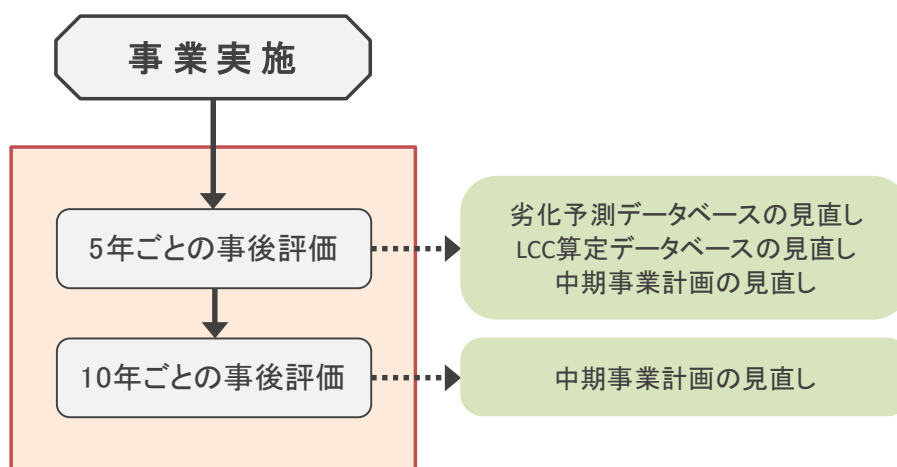 事業実施
5年ごとの事後評価
劣化予測データベースの見直し
LCC算定データベースの見直し
中期事業計画の見直し
10年ごとの事後評価
中期事業計画の見直し